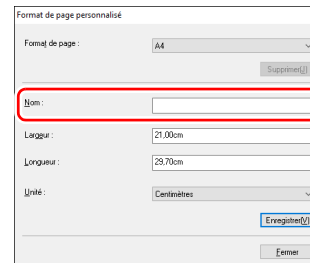 Format de page personnalisé
Format de page :
A4
Supprimer(J)
Nom :
Largeur :
21,00cm
Longueur :
29,70cm
Unité :
Centimètres
Enregistrer(V)
Fermer